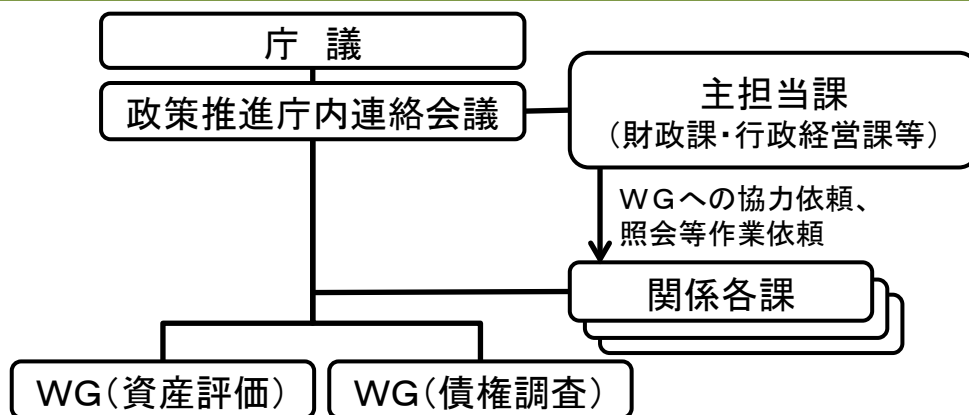 庁　議
政策推進庁内連絡会議
主担当課
（財政課・行政経営課等）
ＷＧへの協力依頼、
照会等作業依頼
関係各課
WG（資産評価）
WG（債権調査）